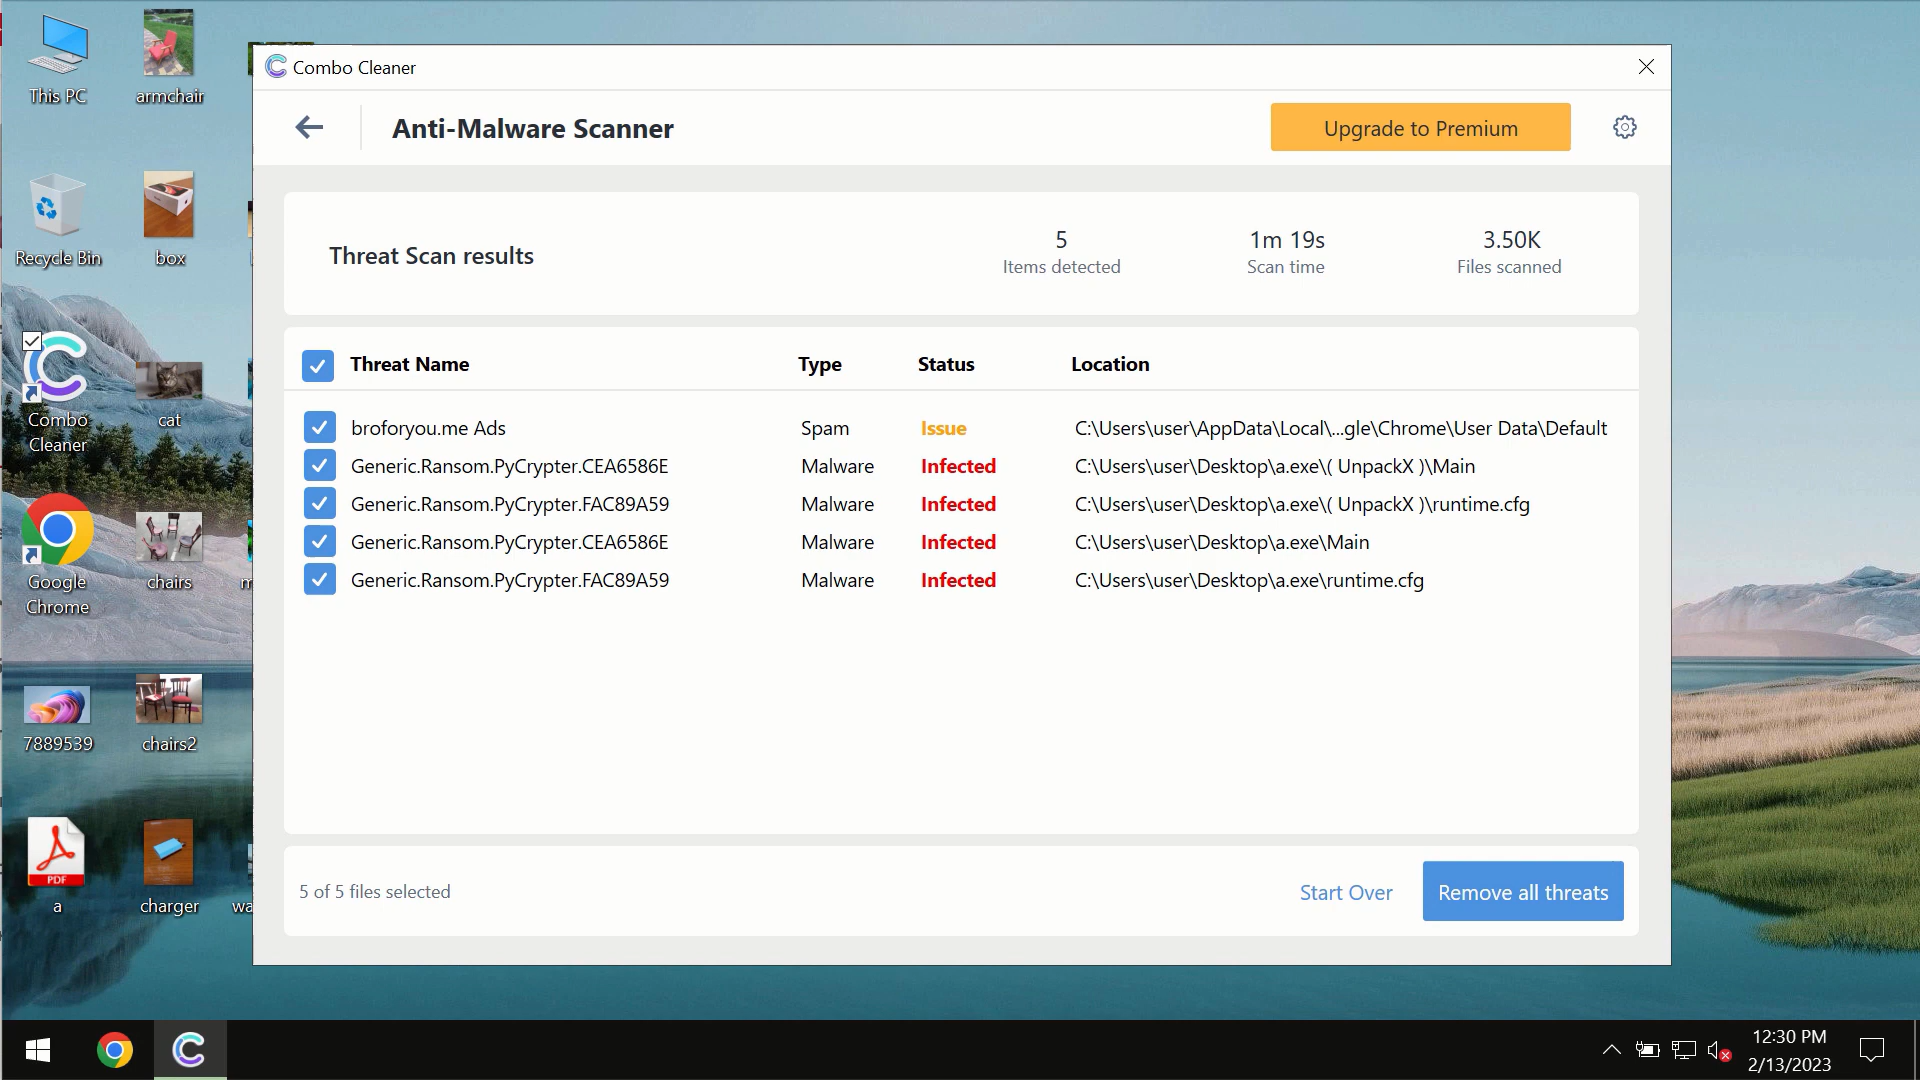 Combo Cleaner
Anti-Malware Scanner
Upgrade to Premium
Threat Scan results
5
Items detected
1m 19s
Scan time
3.50K
Files scanned
Threat Name Type Status Location
broforyou.me Ads Spam Issue C:\Users\user\AppData\Local\...gle\Chrome\User Data\Default
Generic.Ransom.PyCrypter.CEA6586E Malware Infected C:\Users\user\Desktop\a.exe\( UnpackX )\Main
Generic.Ransom.PyCrypter.FAC89A59 Malware Infected C:\Users\user\Desktop\a.exe\( UnpackX )\runtime.cfg
Generic.Ransom.PyCrypter.CEA6586E Malware Infected C:\Users\user\Desktop\a.exe\Main
Generic.Ransom.PyCrypter.FAC89A59 Malware Infected C:\Users\user\Desktop\a.exe\runtime.cfg
5 of 5 files selected
Start Over
Remove all threats
This PC
armchair
Recycle Bin
box
Combo
Cleaner
cat
Google
Chrome
chairs
7889539
chairs2
PDF
a
charger
12:30 PM
2/13/2023